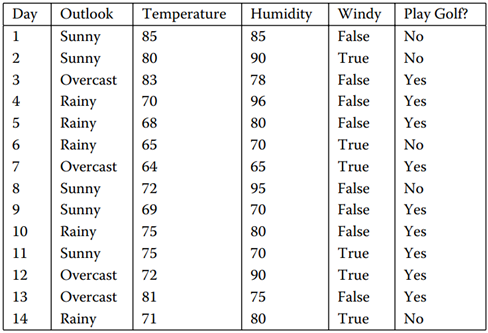 Day Outlook Temperature Humidity Windy Play Golf?
1 Sunny 85 85 False No
2 Sunny 80 90 True No
3 Overcast 83 78 False Yes
4 Rainy 70 96 False Yes
5 Rainy 68 80 False Yes
6 Rainy 65 70 True No
7 Overcast 64 65 True Yes
8 Sunny 72 95 False No
9 Sunny 69 70 False Yes
10 Rainy 75 80 False Yes
11 Sunny 75 70 True Yes
12 Overcast 72 90 True Yes
13 Overcast 81 75 False Yes
14 Rainy 71 80 True No